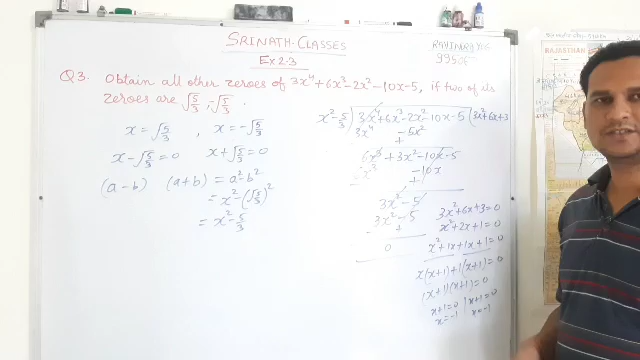 SRINATH-CLASSES
EX 2.3
Q3. Obtain all other zeroes of 3x⁴+6x³-2x²-10x-5, if two of its
zeroes are √5/3, -√5/3.
x = √5/3 , x = -√5/3
x - √5/3 = 0 x + √5/3 = 0
(a-b) (a+b) = a²-b²
= x² - (√5/3)²
= x² - 5/3
x² - 5/3 ) 3x⁴+6x³-2x²-10x-5 ( 3x²+6x+3
3x⁴ -5x²
- +
6x³ + 3x² - 10x - 5
6x³ -10x
- +
3x² - 5
3x² - 5
- +
0
3x²+6x+3=0
x²+2x+1=0
x²+1x+1x+1=0
x(x+1)+1(x+1)=0
(x+1)(x+1)=0
x+1=0 | x+1=0
x=-1 x=-1
RAJASTHAN